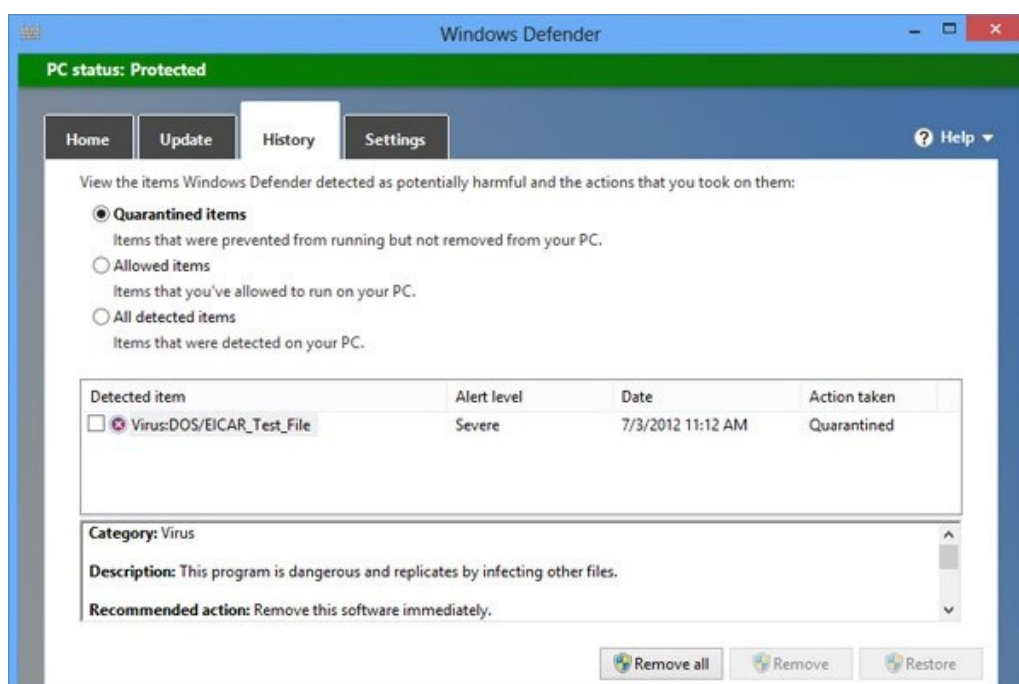 Windows Defender
PC status: Protected
Home Update History Settings Help
View the items Windows Defender detected as potentially harmful and the actions that you took on them:
Quarantined items
Items that were prevented from running but not removed from your PC.
Allowed items
Items that you've allowed to run on your PC.
All detected items
Items that were detected on your PC.
Detected item Alert level Date Action taken
Virus:DOS/EICAR_Test_File Severe 7/3/2012 11:12 AM Quarantined
Category: Virus
Description: This program is dangerous and replicates by infecting other files.
Recommended action: Remove this software immediately.
Remove all Remove Restore